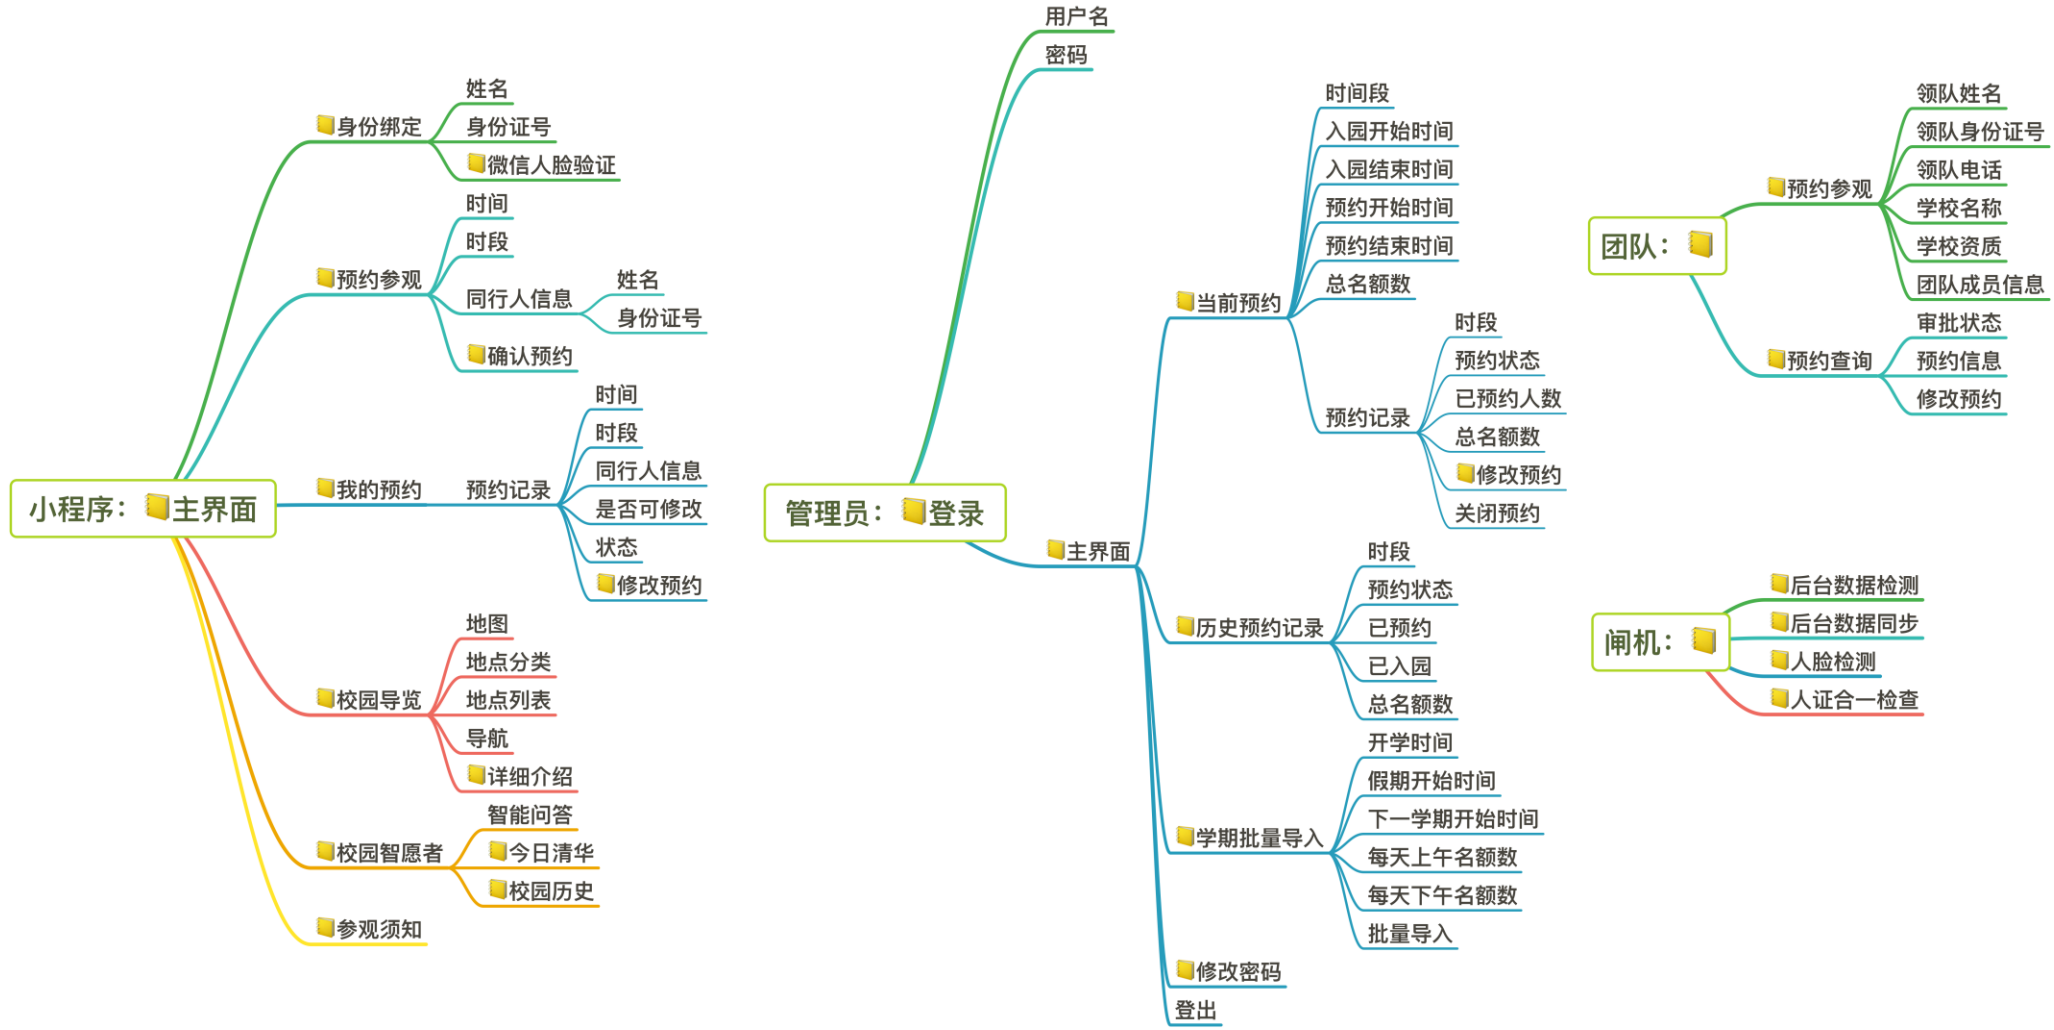 小程序：主界面
身份绑定
姓名
身份证号
微信人脸验证
预约参观
时间
时段
同行人信息
姓名
身份证号
确认预约
我的预约
预约记录
时间
时段
同行人信息
是否可修改
状态
修改预约
校园导览
地图
地点分类
地点列表
导航
详细介绍
校园智愿者
智能问答
今日清华
校园历史
参观须知
管理员：登录
用户名
密码
主界面
当前预约
时间段
入园开始时间
入园结束时间
预约开始时间
预约结束时间
总名额数
预约记录
时段
预约状态
已预约人数
总名额数
修改预约
关闭预约
历史预约记录
时段
预约状态
已预约
已入园
总名额数
学期批量导入
开学时间
假期开始时间
下一学期开始时间
每天上午名额数
每天下午名额数
批量导入
修改密码
登出
团队：
预约参观
领队姓名
领队身份证号
领队电话
学校名称
学校资质
团队成员信息
预约查询
审批状态
预约信息
修改预约
闸机：
后台数据检测
后台数据同步
人脸检测
人证合一检查